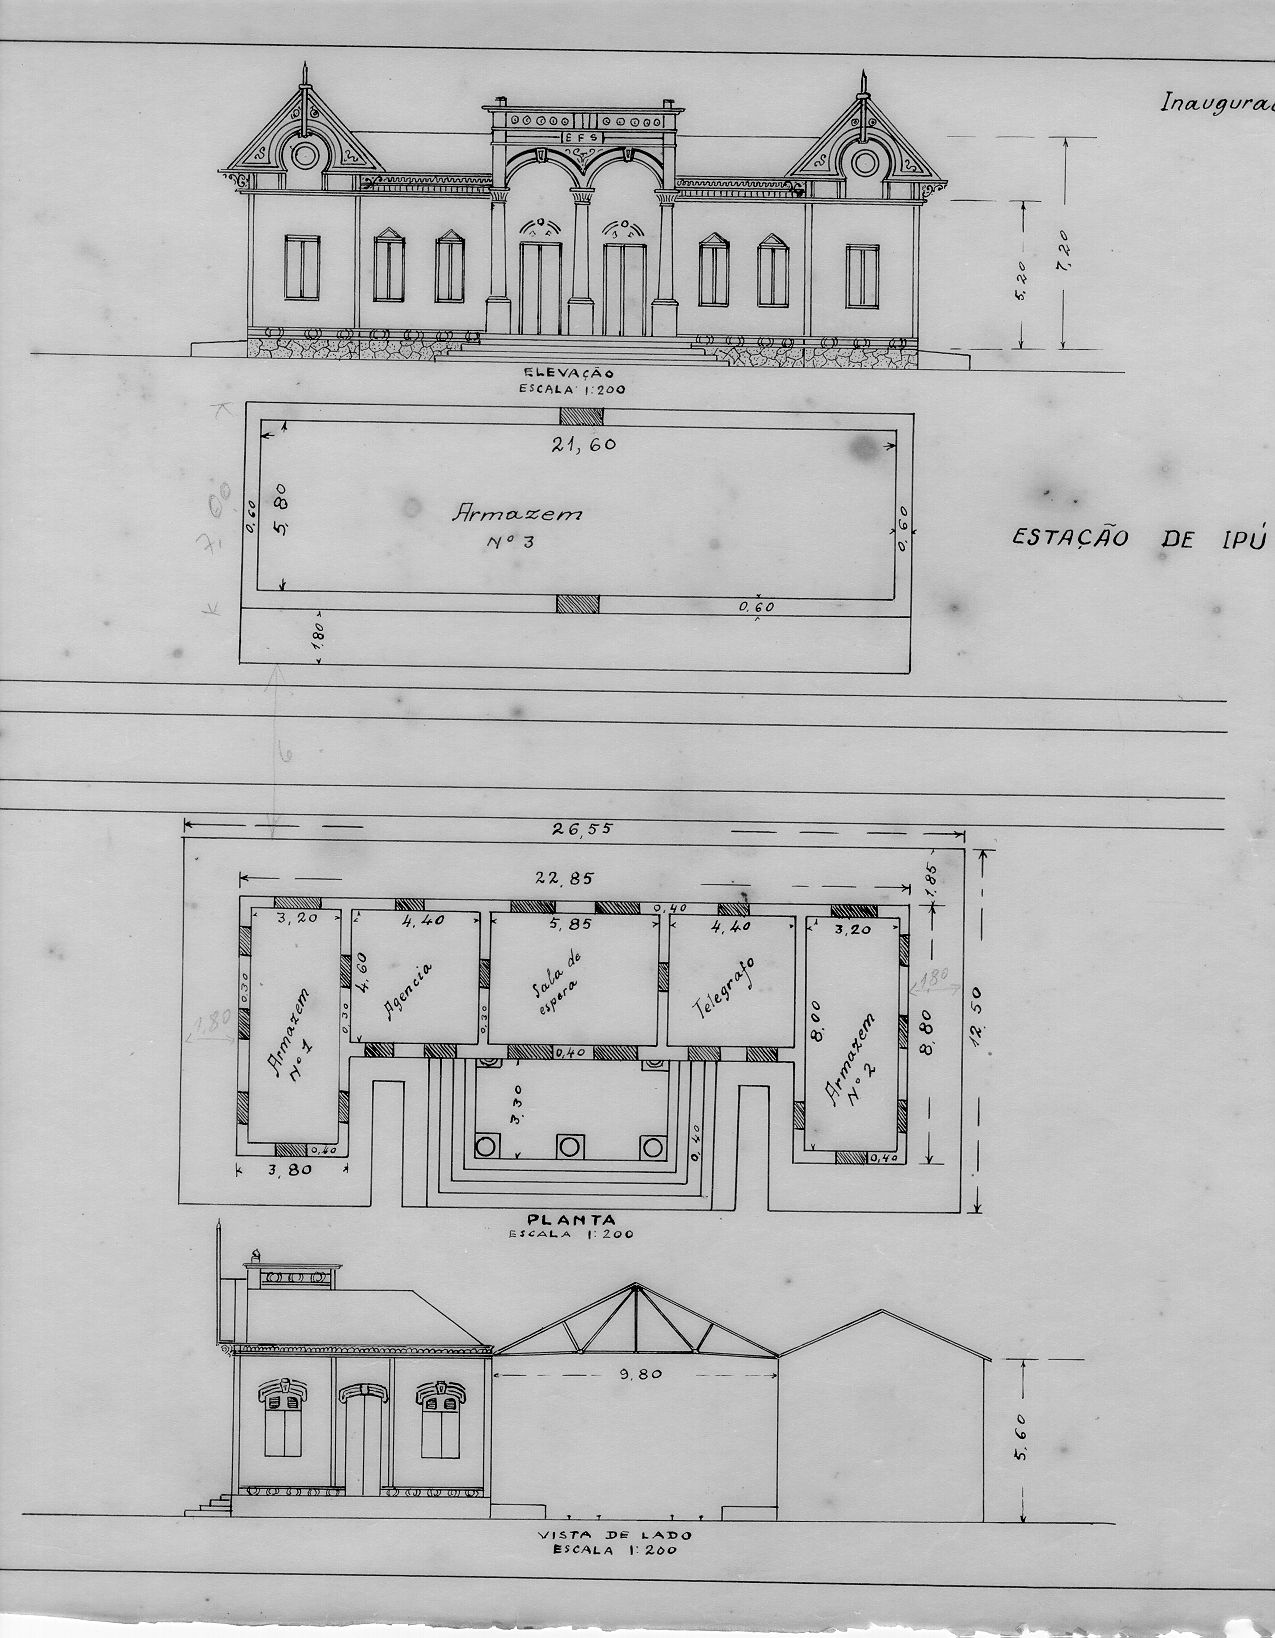 Inaugurac
E F S
5,20
7,20
ELEVAÇÃO
ESCALA 1:200
21,60
0,60
5,80
7,00
Armazem
Nº 3
0,60
0,60
1,80
ESTAÇÃO DE IPÚ
6
26,55
22,85
1,85
3,20
4,40
5,85
0,40
4,40
3,20
0,30
4,60
0,30
0,30
Armazem
Nº 1
Agencia
Sala de
espera
Telegrafo
8,00
Armazem
Nº 2
1,80
1,80
8,80
12,50
0,40
3,30
0,40
0,40
0,40
3,80
PLANTA
ESCALA 1:200
9,80
5,60
VISTA DE LADO
ESCALA 1:200